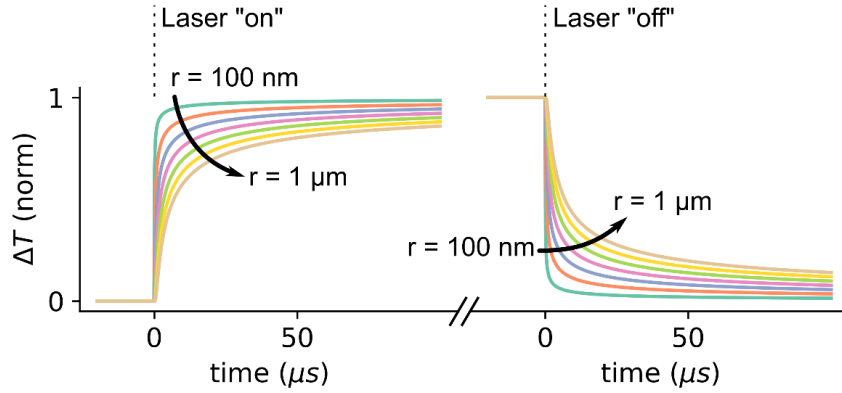 Laser "on"
Laser "off"
r = 100 nm
r = 1 µm
r = 1 µm
r = 100 nm
ΔT (norm)
1
0
0
50
0
50
time (µs)
time (µs)